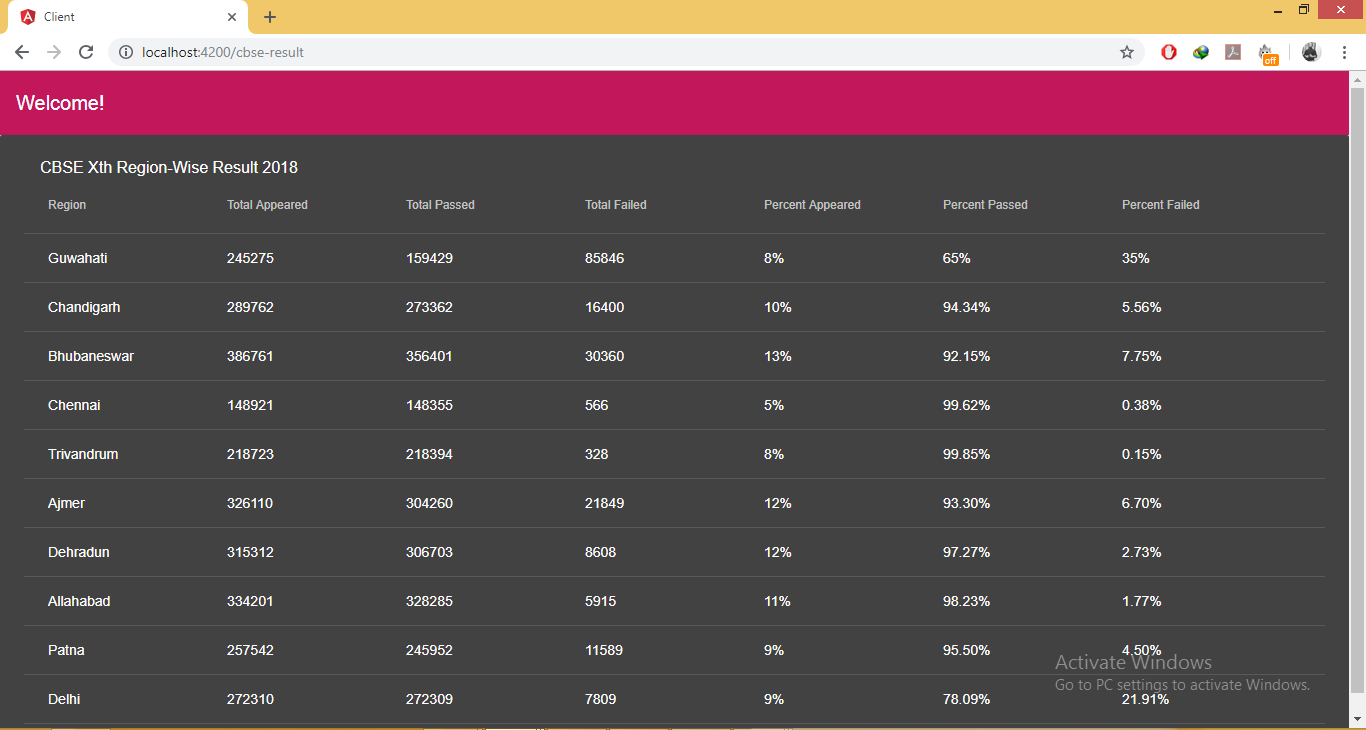 Client
localhost:4200/cbse-result
off
Welcome!
CBSE Xth Region-Wise Result 2018
Region Total Appeared Total Passed Total Failed Percent Appeared Percent Passed Percent Failed
Guwahati 245275 159429 85846 8% 65% 35%
Chandigarh 289762 273362 16400 10% 94.34% 5.56%
Bhubaneswar 386761 356401 30360 13% 92.15% 7.75%
Chennai 148921 148355 566 5% 99.62% 0.38%
Trivandrum 218723 218394 328 8% 99.85% 0.15%
Ajmer 326110 304260 21849 12% 93.30% 6.70%
Dehradun 315312 306703 8608 12% 97.27% 2.73%
Allahabad 334201 328285 5915 11% 98.23% 1.77%
Patna 257542 245952 11589 9% 95.50% 4.50%
Activate Windows
Go to PC settings to activate Windows.
Delhi 272310 272309 7809 9% 78.09% 21.91%